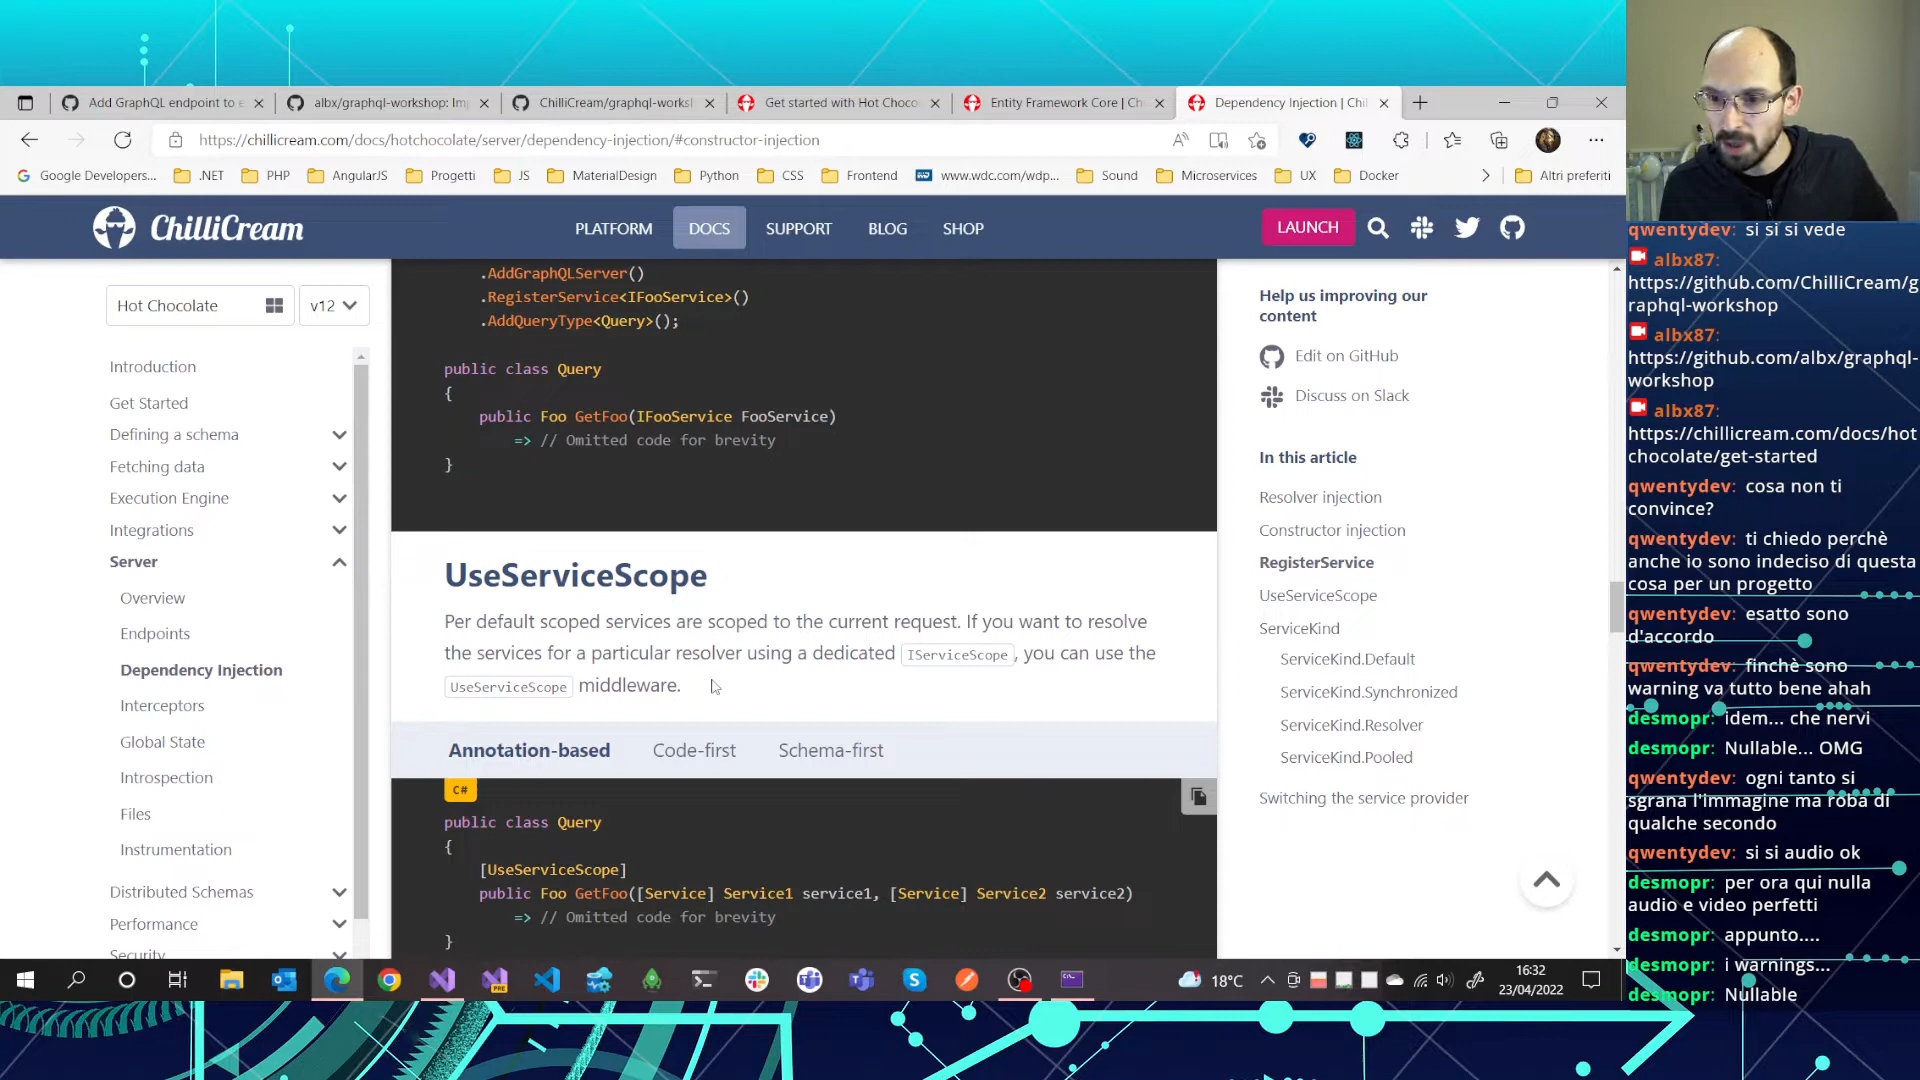 Add GraphQL endpoint to e
albx/graphql-workshop: Im
ChilliCream/graphql-worksh
Get started with Hot Choco
Entity Framework Core | Ch
Dependency Injection | Chil
https://chillicream.com/docs/hotchocolate/server/dependency-injection/#constructor-injection
Google Developers...
.NET
PHP
AngularJS
Progetti
JS
MaterialDesign
Python
CSS
Frontend
www.wdc.com/wdp...
Sound
Microservices
UX
Docker
Altri preferiti
ChilliCream
PLATFORM
DOCS
SUPPORT
BLOG
SHOP
LAUNCH
Hot Chocolate
v12
Introduction
Get Started
Defining a schema
Fetching data
Execution Engine
Integrations
Server
Overview
Endpoints
Dependency Injection
Interceptors
Global State
Introspection
Files
Instrumentation
Distributed Schemas
Performance
Security
.AddGraphQLServer()
.RegisterService<IFooService>()
.AddQueryType<Query>();
public class Query
{
public Foo GetFoo(IFooService FooService)
=> // Omitted code for brevity
}
UseServiceScope
Per default scoped services are scoped to the current request. If you want to resolve
the services for a particular resolver using a dedicated IServiceScope, you can use the
UseServiceScope middleware.
Annotation-based
Code-first
Schema-first
C#
public class Query
{
[UseServiceScope]
public Foo GetFoo([Service] Service1 service1, [Service] Service2 service2)
=> // Omitted code for brevity
}
Help us improving our
content
Edit on GitHub
Discuss on Slack
In this article
Resolver injection
Constructor injection
RegisterService
UseServiceScope
ServiceKind
ServiceKind.Default
ServiceKind.Synchronized
ServiceKind.Resolver
ServiceKind.Pooled
Switching the service provider
PRE
18°C
16:32
23/04/2022
qwentydev: si si si vede
albx87:
https://github.com/ChilliCream/g
raphql-workshop
albx87:
https://github.com/albx/graphql-
workshop
albx87:
https://chillicream.com/docs/hot
chocolate/get-started
qwentydev: cosa non ti
convince?
qwentydev: ti chiedo perchè
anche io sono indeciso di questa
cosa per un progetto
qwentydev: esatto sono
d'accordo
qwentydev: finchè sono
warning va tutto bene ahah
desmopr: idem... che nervi
desmopr: Nullable... OMG
qwentydev: ogni tanto si
sgrana l'immagine ma roba di
qualche secondo
qwentydev: si si audio ok
desmopr: per ora qui nulla
audio e video perfetti
desmopr: appunto....
desmopr: i warnings...
desmopr: Nullable